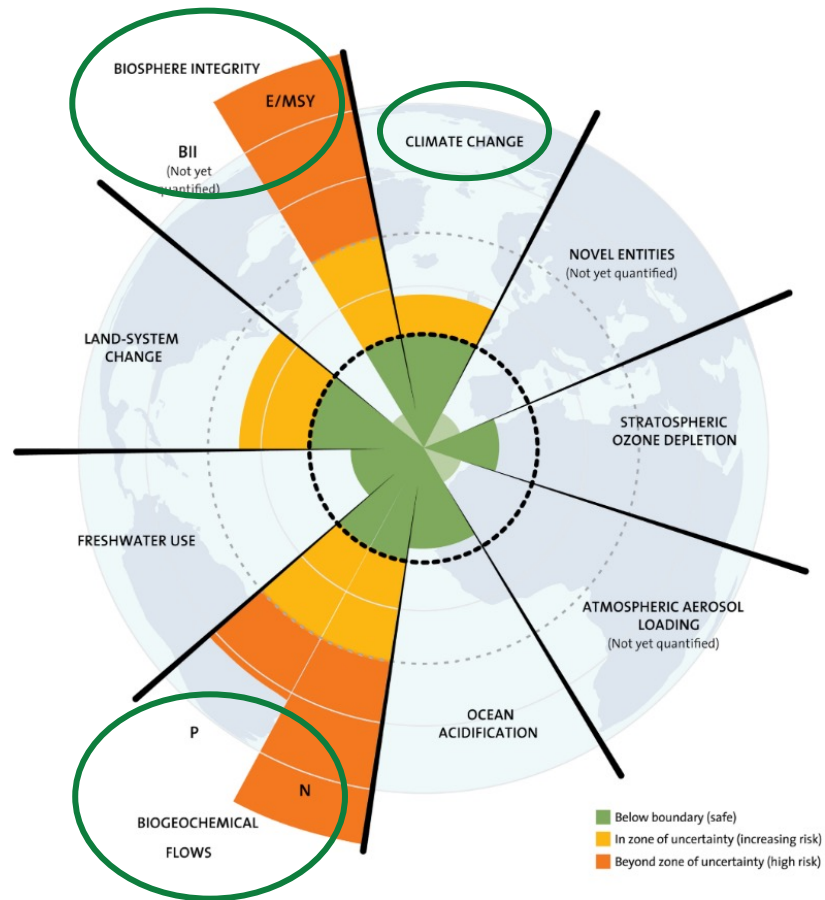 BIOSPHERE INTEGRITY
E/MSY
BII
(Not yet
quantified)
CLIMATE CHANGE
NOVEL ENTITIES
(Not yet quantified)
LAND-SYSTEM
CHANGE
STRATOSPHERIC
OZONE DEPLETION
FRESHWATER USE
ATMOSPHERIC AEROSOL
LOADING
(Not yet quantified)
P
OCEAN
ACIDIFICATION
N
BIOGEOCHEMICAL
FLOWS
Below boundary (safe)
In zone of uncertainty (increasing risk)
Beyond zone of uncertainty (high risk)